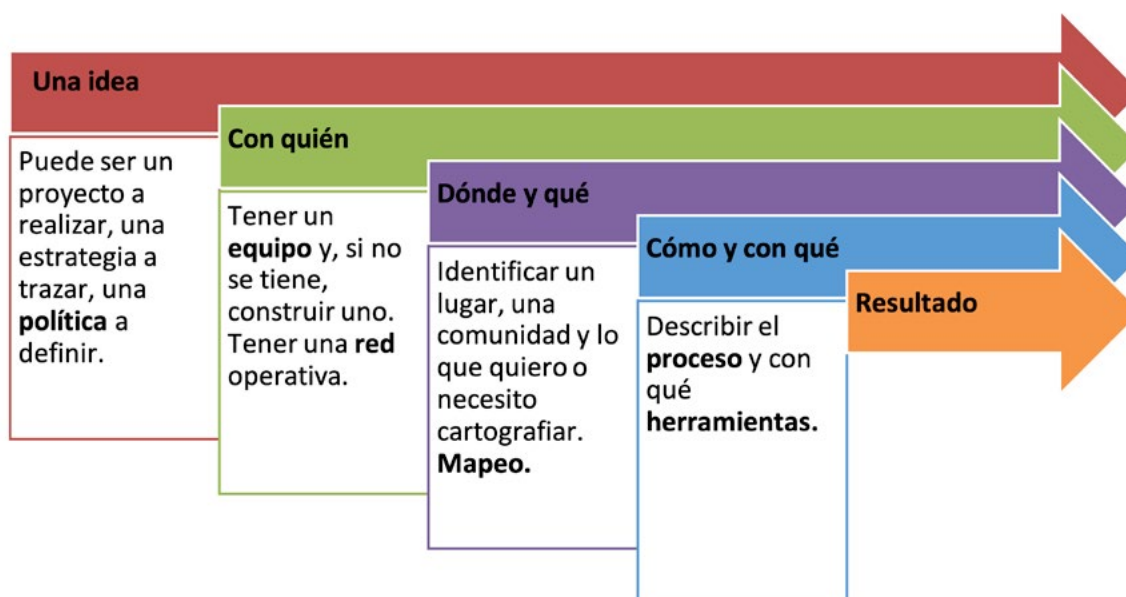 Una idea
Puede ser un
proyecto a
realizar, una
estrategia a
trazar, una
política a
definir.
Con quién
Tener un
equipo y, si no
se tiene,
construir uno.
Tener una red
operativa.
Dónde y qué
Identificar un
lugar, una
comunidad y lo
que quiero o
necesito
cartografiar.
Mapeo.
Cómo y con qué
Describir el
proceso y con
qué
herramientas.
Resultado